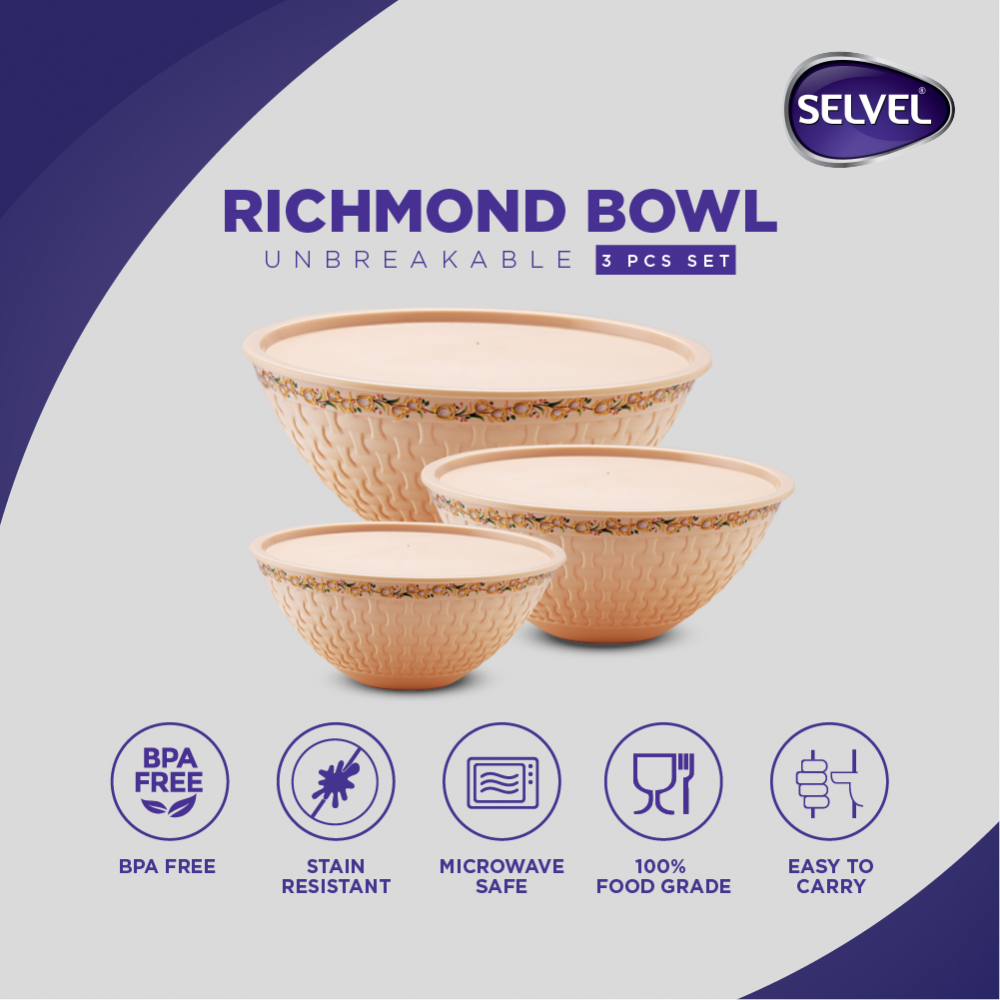 SELVEL®
RICHMOND BOWL
UNBREAKABLE 3 PCS SET
BPA
FREE
BPA FREE
STAIN
RESISTANT
MICROWAVE
SAFE
100%
FOOD GRADE
EASY TO
CARRY